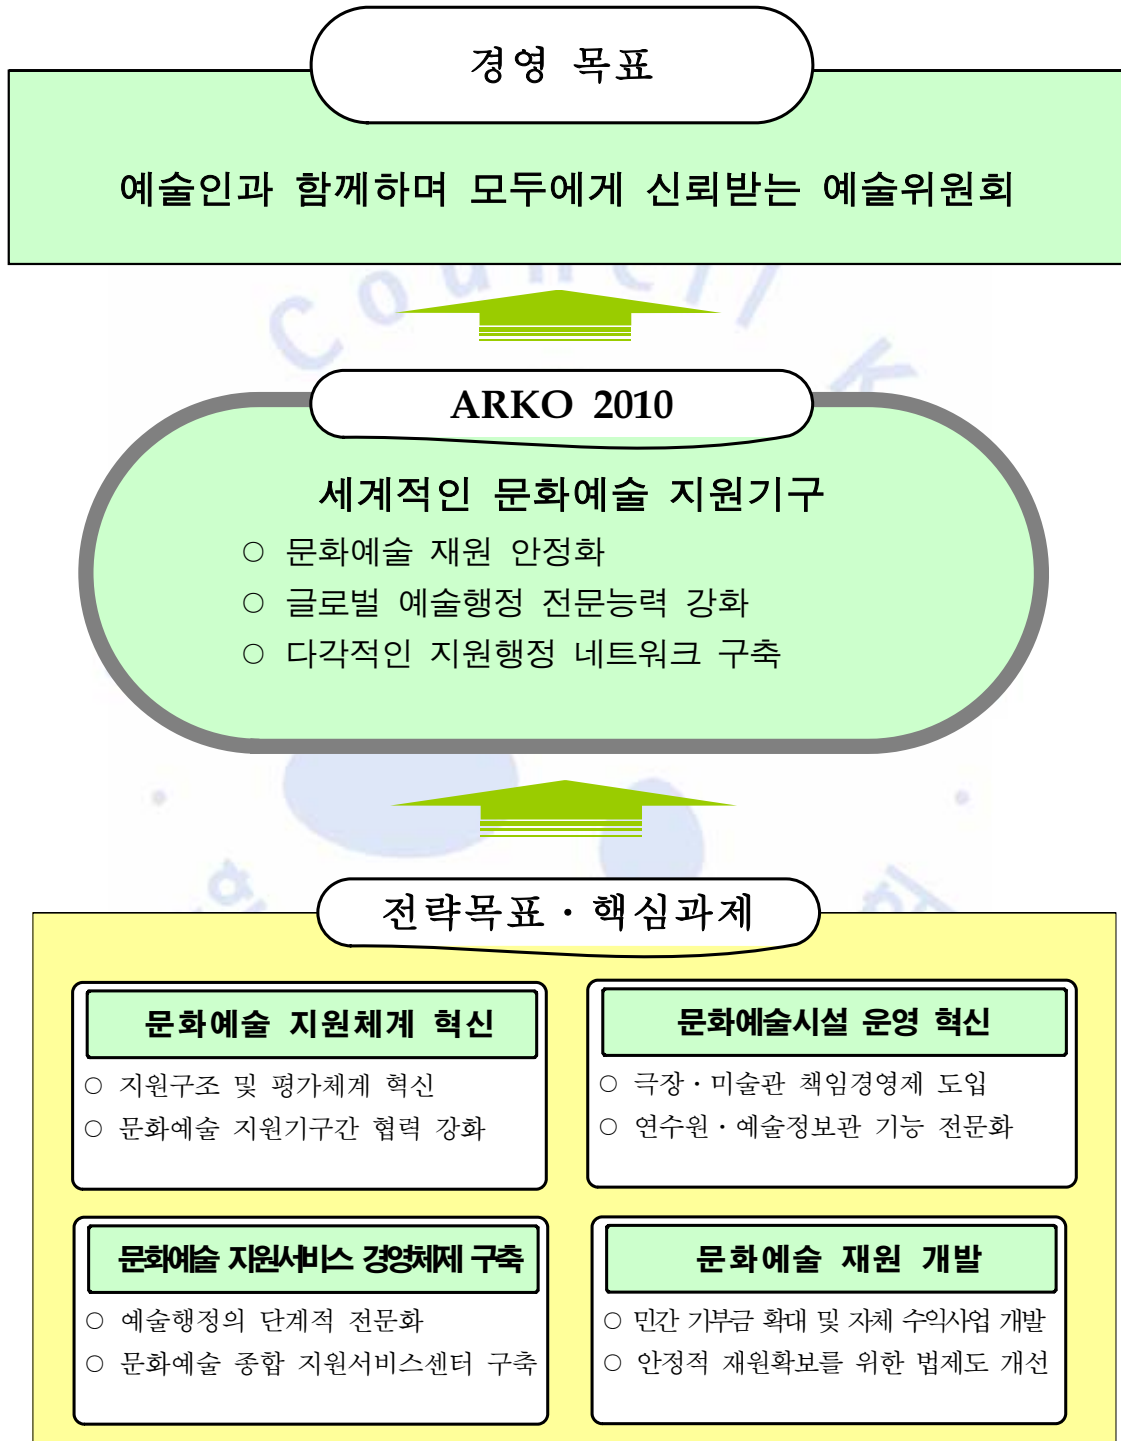 경영 목표
예술인과 함께하며 모두에게 신뢰받는 예술위원회
Council K
ARKO 2010
세계적인 문화예술 지원기구
○ 문화예술 재원 안정화
○ 글로벌 예술행정 전문능력 강화
○ 다각적인 지원행정 네트워크 구축
전략목표·핵심과제
문화예술 지원체계 혁신
○ 지원구조 및 평가체계 혁신
○ 문화예술 지원기구간 협력 강화
문화예술시설 운영 혁신
○ 극장·미술관 책임경영제 도입
○ 연수원·예술정보관 기능 전문화
문화예술 지원서비스 경영체제 구축
○ 예술행정의 단계적 전문화
○ 문화예술 종합 지원서비스센터 구축
문화예술 재원 개발
○ 민간 기부금 확대 및 자체 수익사업 개발
○ 안정적 재원확보를 위한 법제도 개선